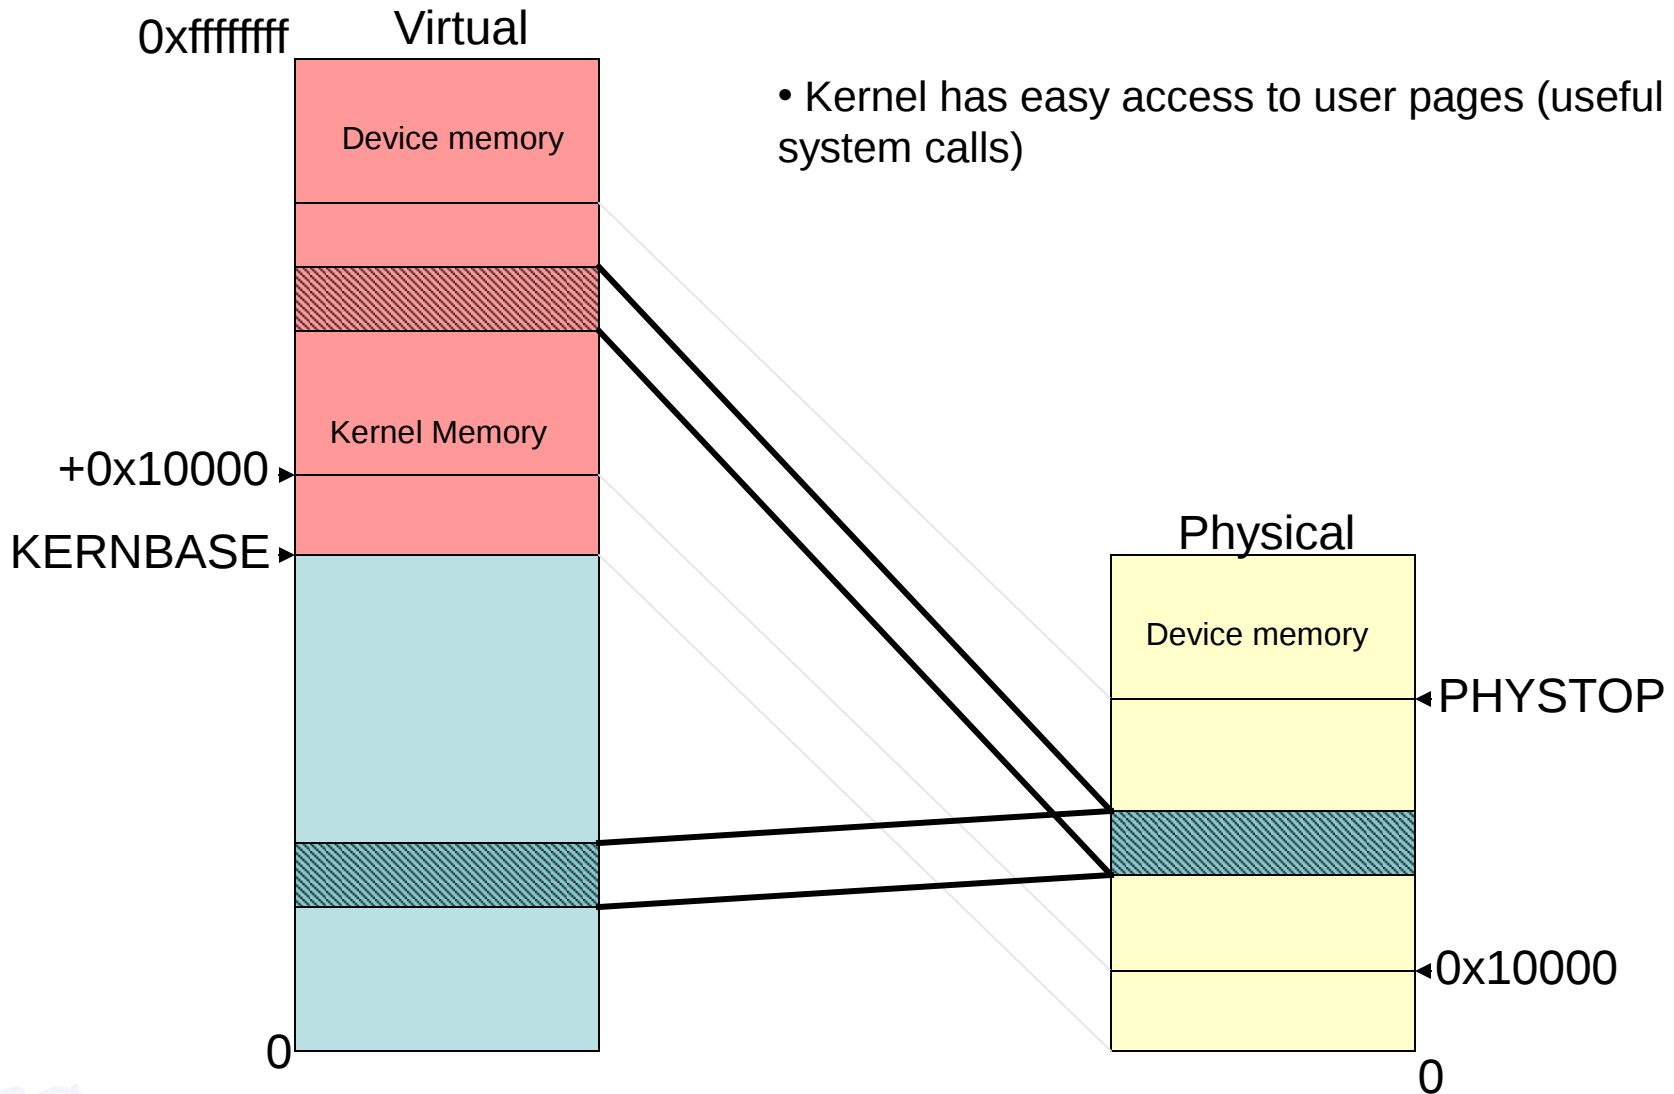 0xffffffff
Virtual
• Kernel has easy access to user pages (useful
system calls)
Device memory
Kernel Memory
+0x10000
KERNBASE
Physical
Device memory
PHYSTOP
0x10000
0
0